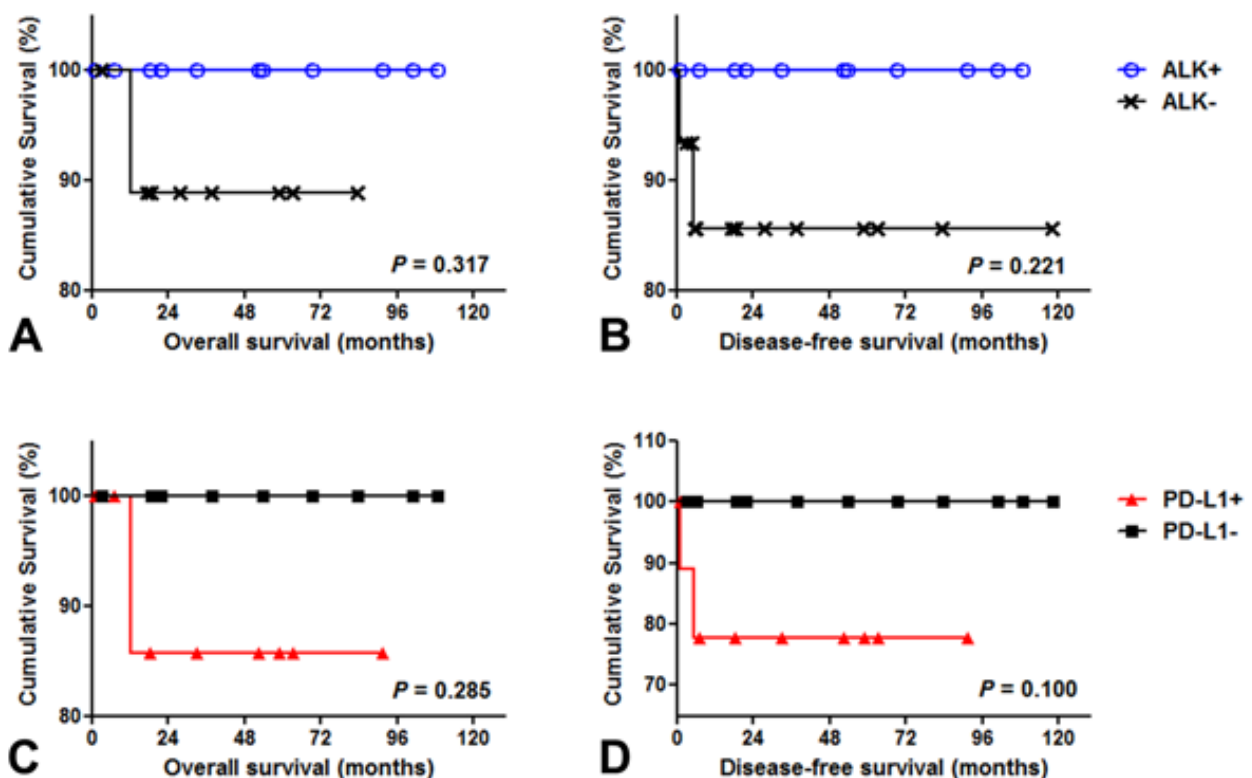 Cumulative Survival (%)
100
90
80
0 24 48 72 96 120
Overall survival (months)
P = 0.317
A
Cumulative Survival (%)
100
90
80
0 24 48 72 96 120
Disease-free survival (months)
P = 0.221
B
ALK+
ALK-
Cumulative Survival (%)
100
90
80
0 24 48 72 96 120
Overall survival (months)
P = 0.285
C
Cumulative Survival (%)
110
100
90
80
70
0 24 48 72 96 120
Disease-free survival (months)
P = 0.100
D
PD-L1+
PD-L1-